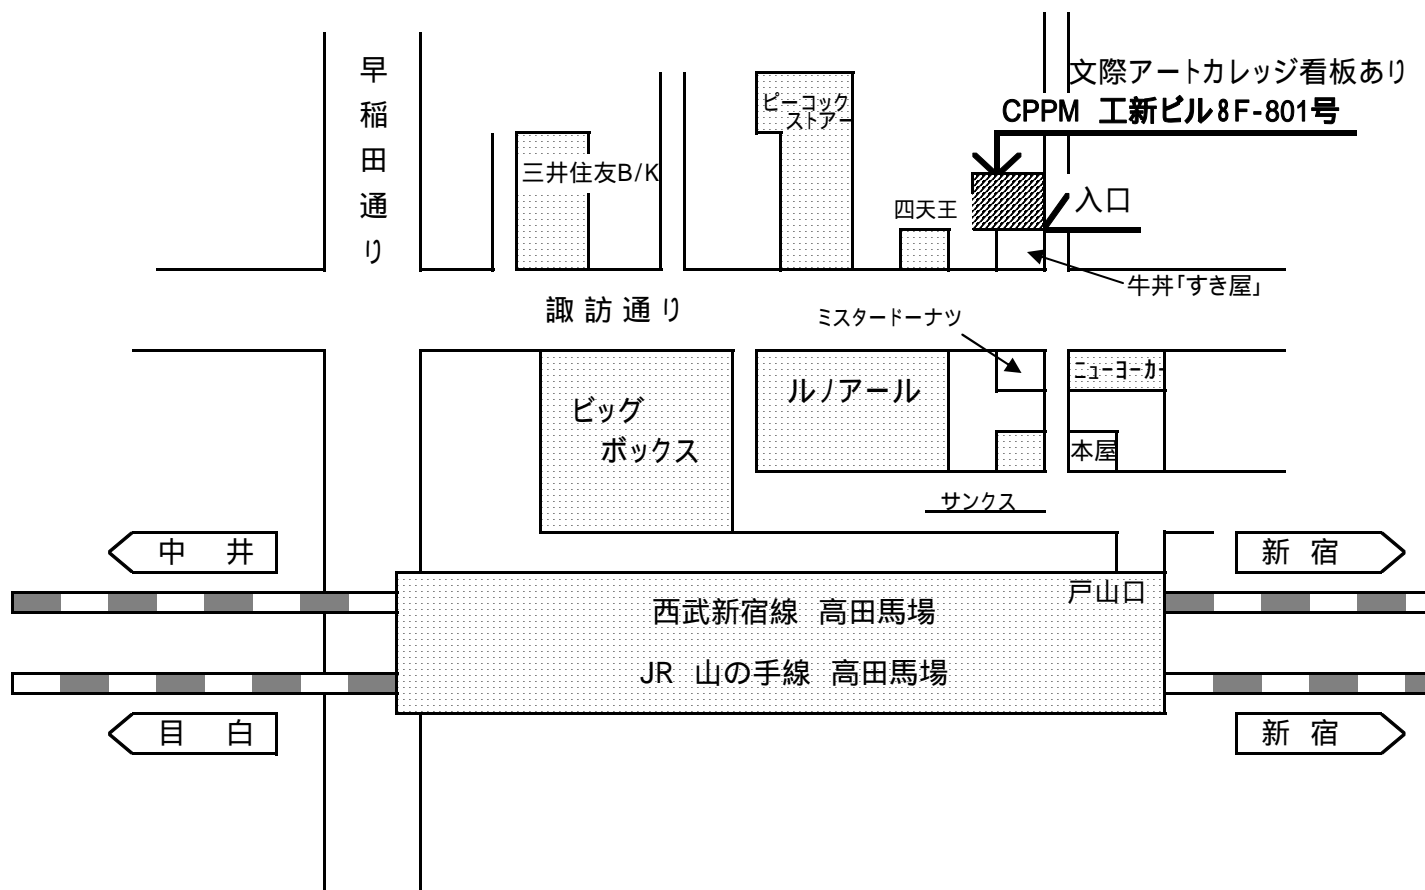 早稲田通り
文際アートカレッジ看板あり
ピーコック
ストアー
CPPM 工新ビル8F-801号
三井住友B/K
四天王
入口
牛丼「すき屋」
諏訪通り
ミスタードーナツ
ニューヨーカー
ルノアール
ビッグ
ボックス
本屋
サンクス
中 井
新 宿
戸山口
西武新宿線 高田馬場
JR 山の手線 高田馬場
目 白
新 宿